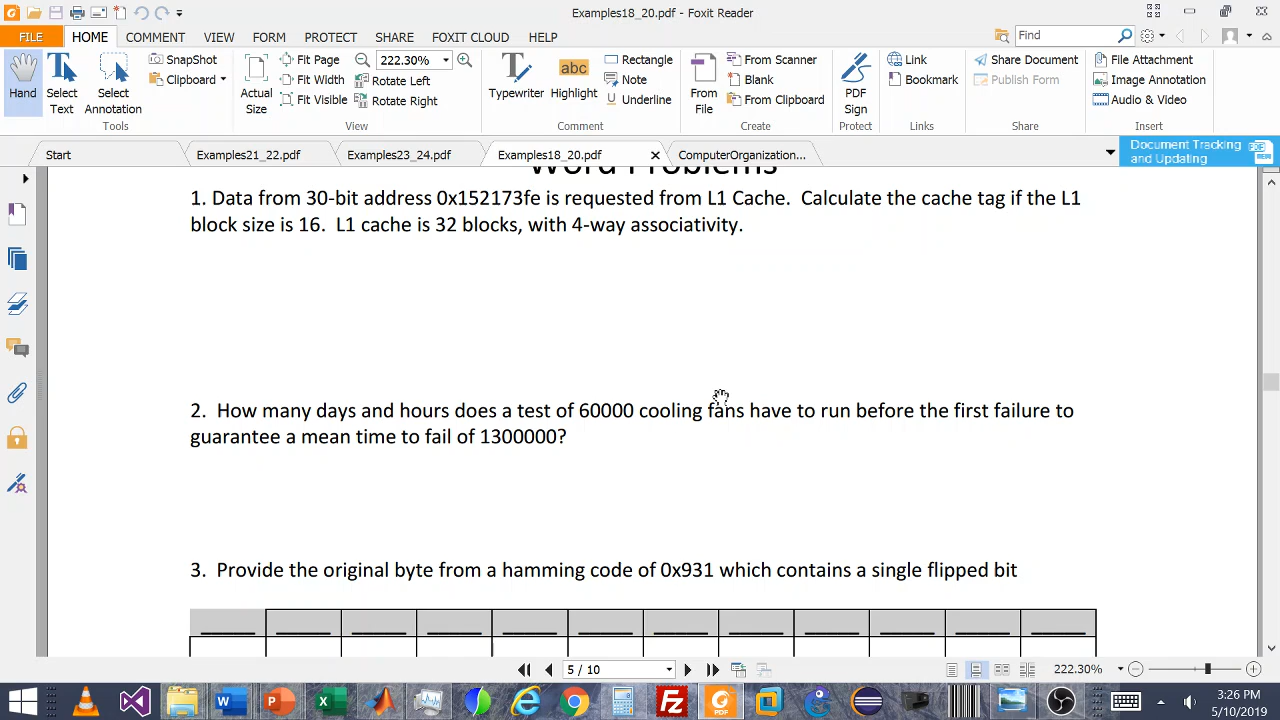 Examples18_20.pdf - Foxit Reader
FILE HOME COMMENT VIEW FORM PROTECT SHARE FOXIT CLOUD HELP Find
Hand
Select Text
Select Annotation
SnapShot
Clipboard
Tools
Actual Size
Fit Page
Fit Width
Fit Visible
222.30%
Rotate Left
Rotate Right
View
Typewriter
abc
Highlight
Rectangle
Note
Underline
Comment
From File
From Scanner
Blank
From Clipboard
Create
PDF Sign
Protect
Link
Bookmark
Links
Share Document
Publish Form
Share
File Attachment
Image Annotation
Audio & Video
Insert
Start Examples21_22.pdf Examples23_24.pdf Examples18_20.pdf ComputerOrganization...
Document Tracking
and Updating
Word Problems
1. Data from 30-bit address 0x152173fe is requested from L1 Cache. Calculate the cache tag if the L1
block size is 16. L1 cache is 32 blocks, with 4-way associativity.
2. How many days and hours does a test of 60000 cooling fans have to run before the first failure to
guarantee a mean time to fail of 1300000?
3. Provide the original byte from a hamming code of 0x931 which contains a single flipped bit
5 / 10
222.30%
3:26 PM
5/10/2019